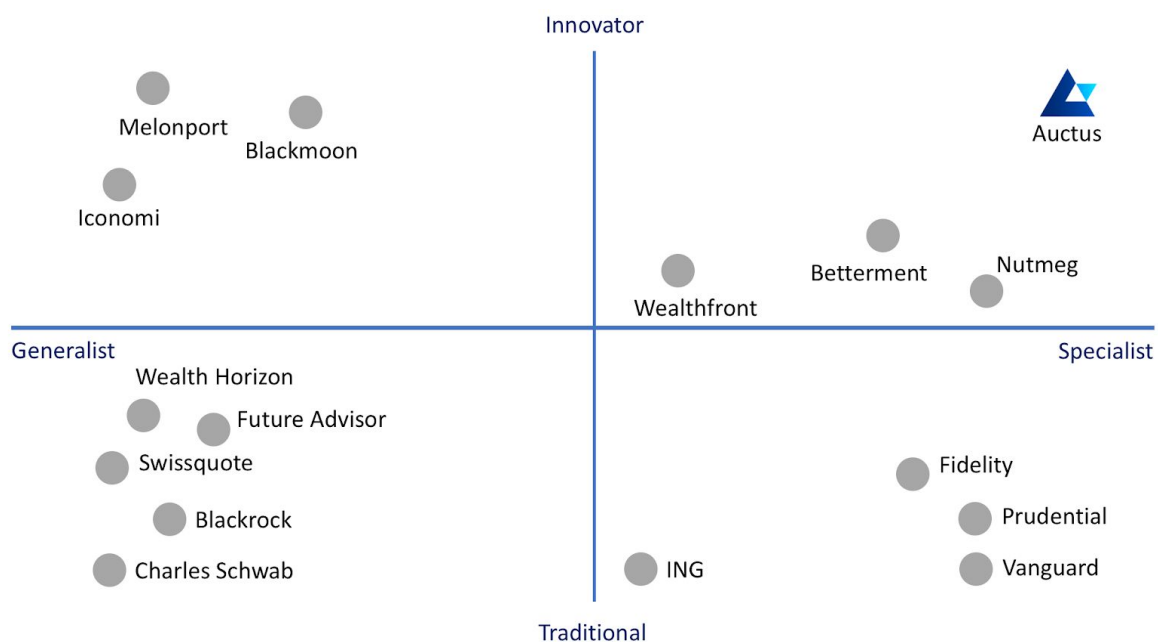 Innovator
Melonport
Blackmoon
Auctus
Iconomi
Betterment
Nutmeg
Wealthfront
Generalist
Specialist
Wealth Horizon
Future Advisor
Swissquote
Fidelity
Blackrock
Prudential
Charles Schwab
ING
Vanguard
Traditional